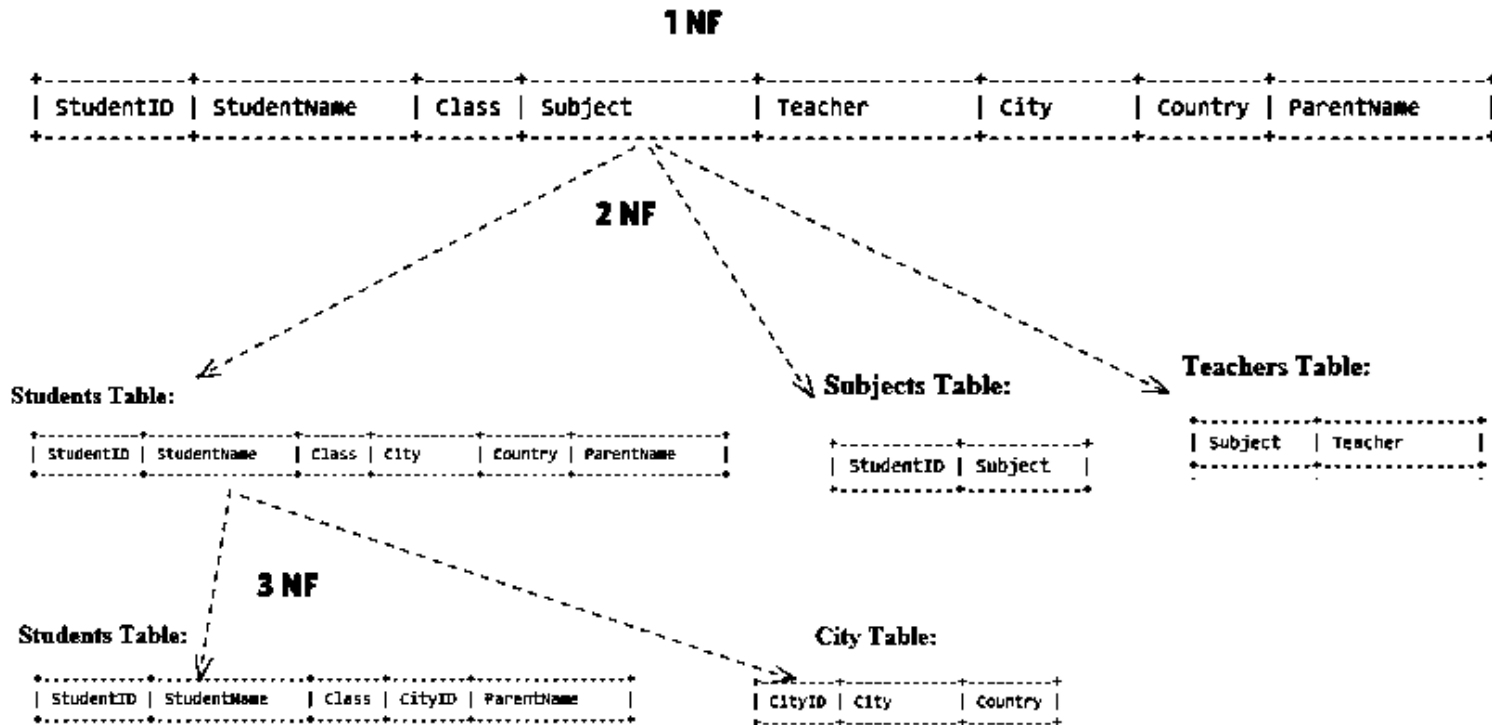 1 NF
| StudentID | StudentName | Class | Subject | Teacher | City | Country | ParentName |
2 NF
Students Table:
Subjects Table:
Teachers Table:
| StudentID | StudentName | Class | City | Country | ParentName |
| StudentID | Subject |
| Subject | Teacher |
3 NF
Students Table:
City Table:
| StudentID | StudentName | Class | CityID | ParentName |
| CityID | City | Country |